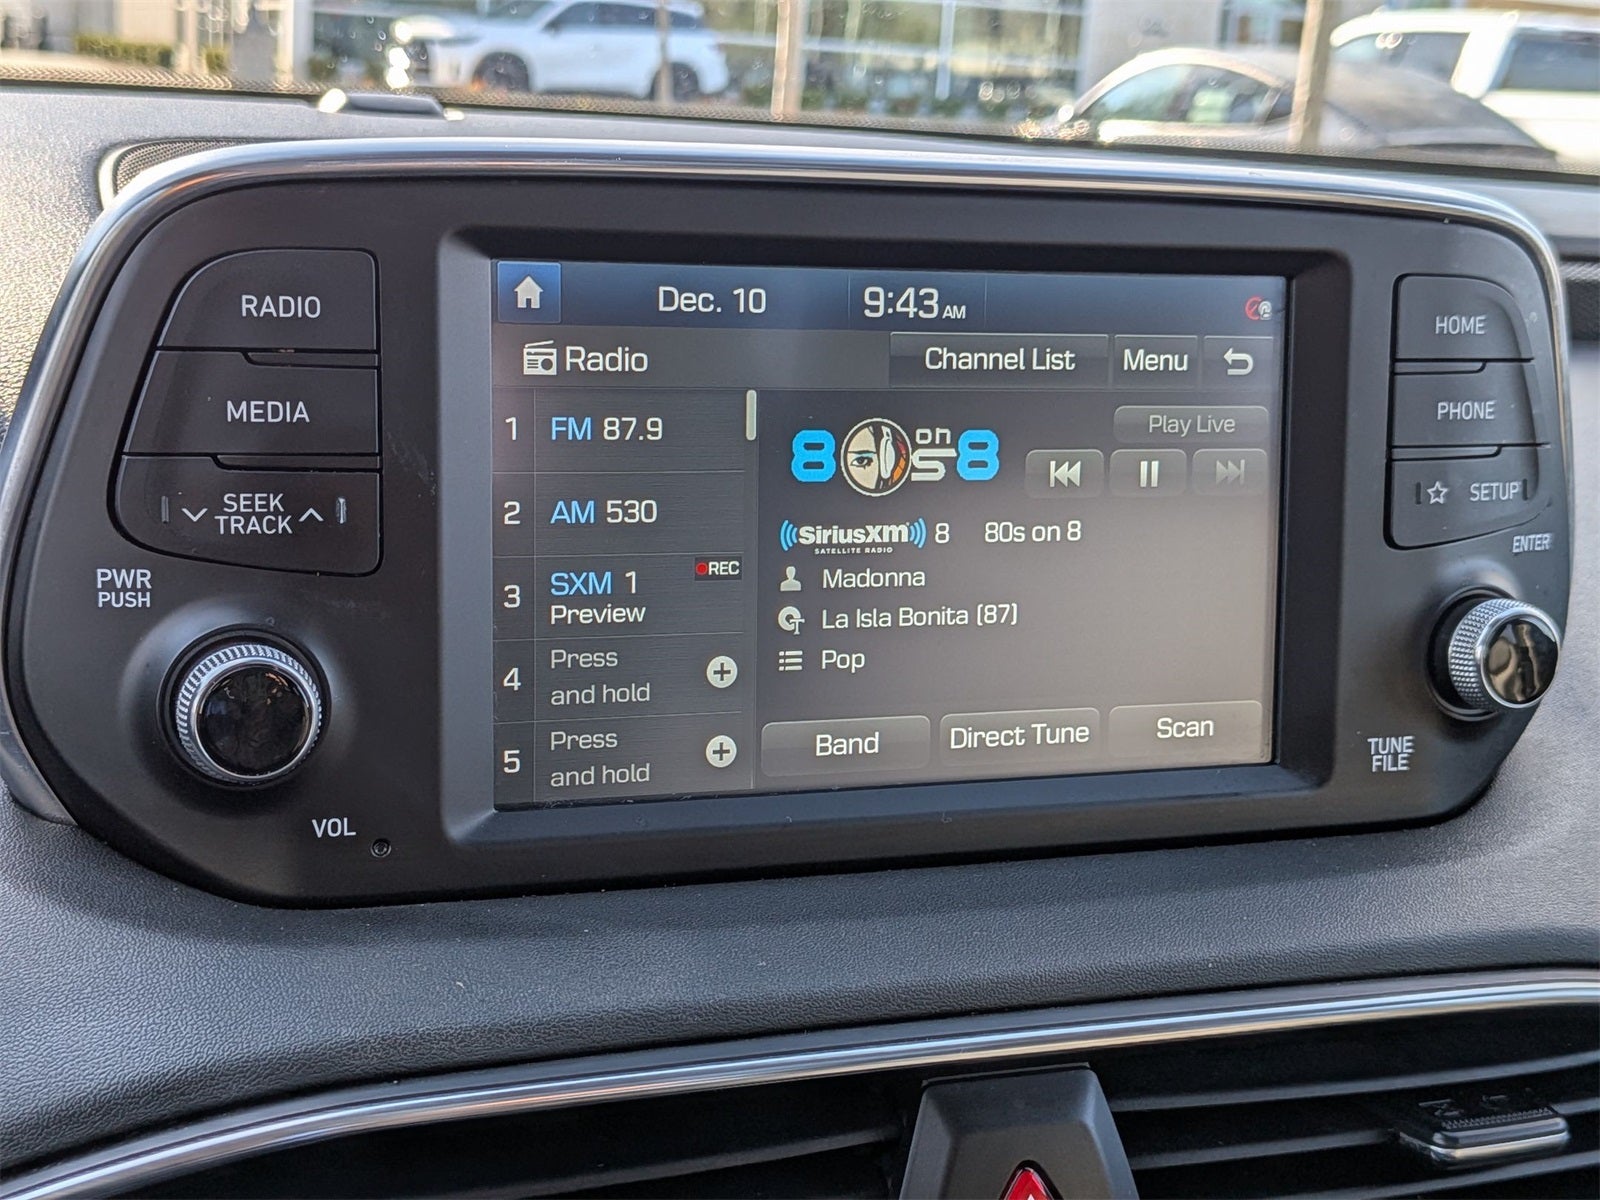 Dec. 10
9:43 AM
Radio
Channel List
Menu
1 FM 87.9
2 AM 530
3 SXM 1
REC
Preview
4 Press
and hold
5 Press
and hold
8 on 8
Play Live
SiriusXM 8 80s on 8
SATELLITE RADIO
Madonna
La Isla Bonita (87)
Pop
Band
Direct Tune
Scan
RADIO
MEDIA
SEEK
TRACK
PWR
PUSH
VOL
HOME
PHONE
SETUP
ENTER
TUNE
FILE